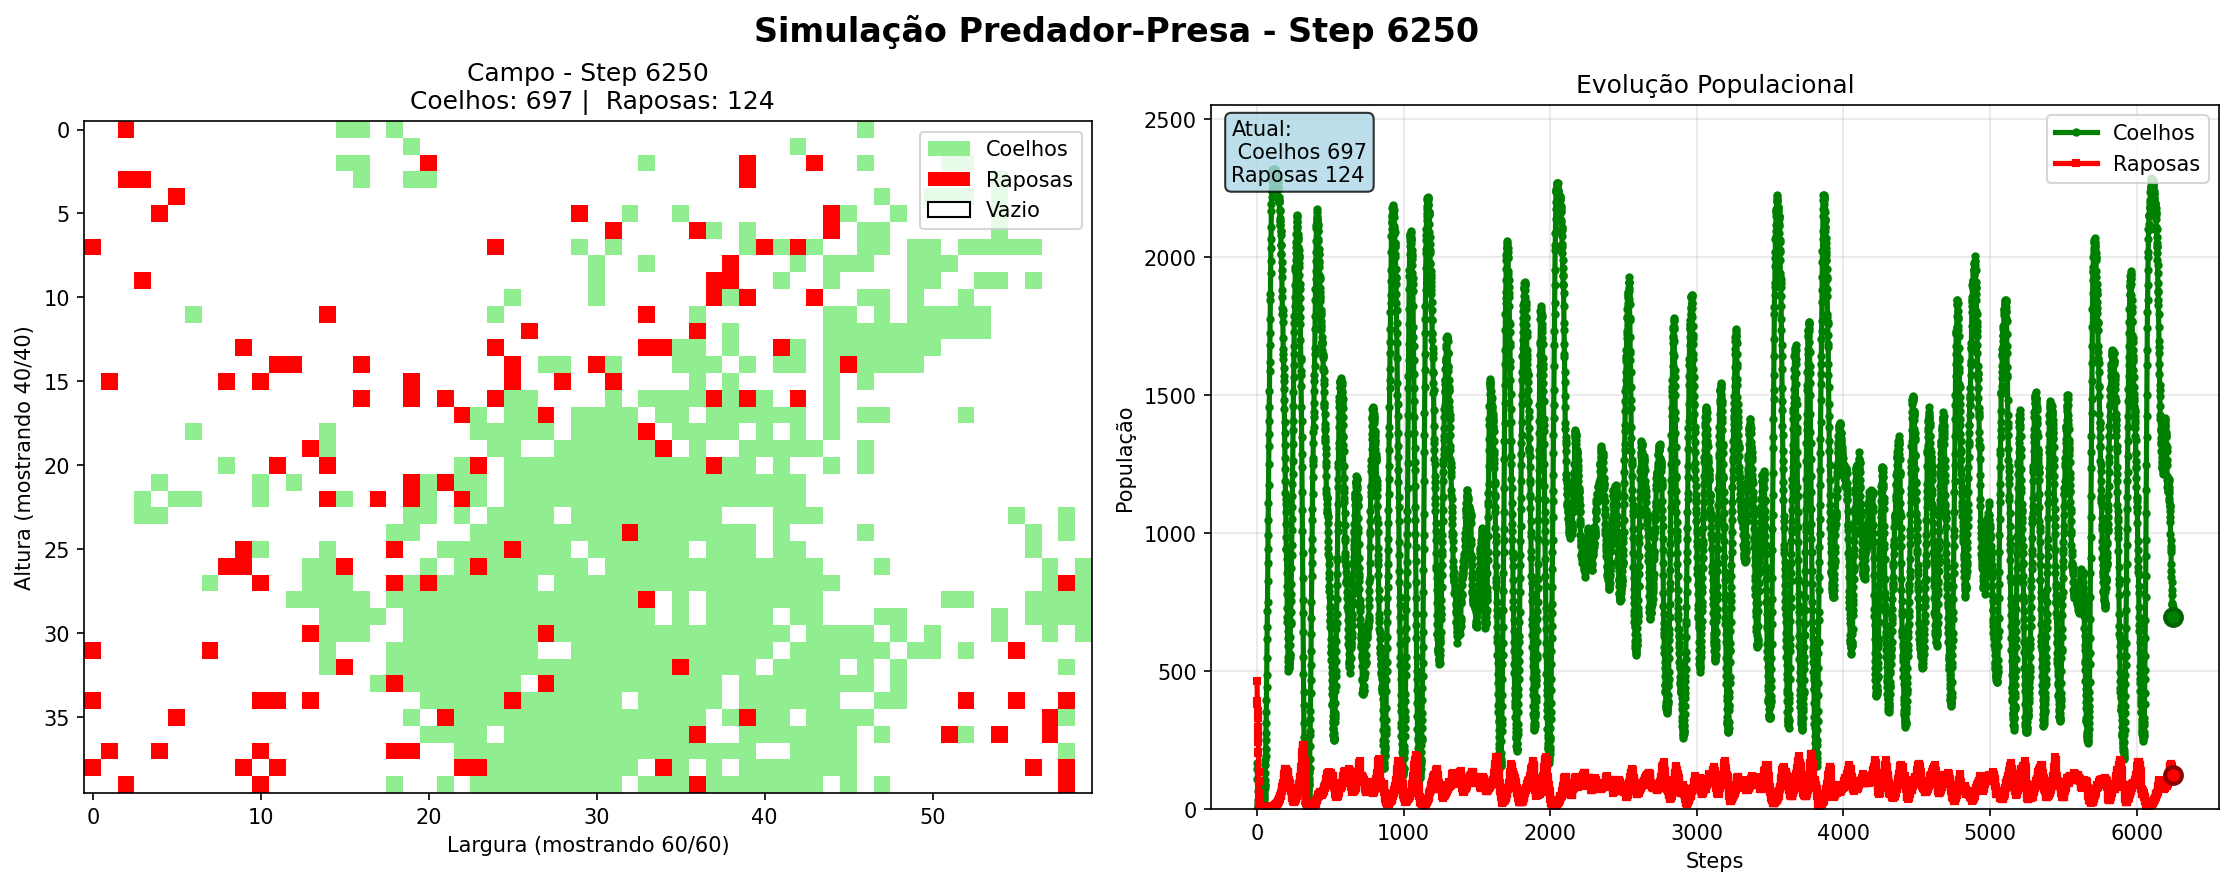 Simulação Predador-Presa - Step 6250
Campo - Step 6250
Coelhos: 697 |  Raposas: 124
Coelhos
Raposas
Vazio
0
5
10
15
20
25
30
35
Altura (mostrando 40/40)
0
10
20
30
40
50
Largura (mostrando 60/60)
Evolução Populacional
Atual:
Coelhos 697
Raposas 124
Coelhos
Raposas
2500
2000
1500
1000
500
0
População
0
1000
2000
3000
4000
5000
6000
Steps